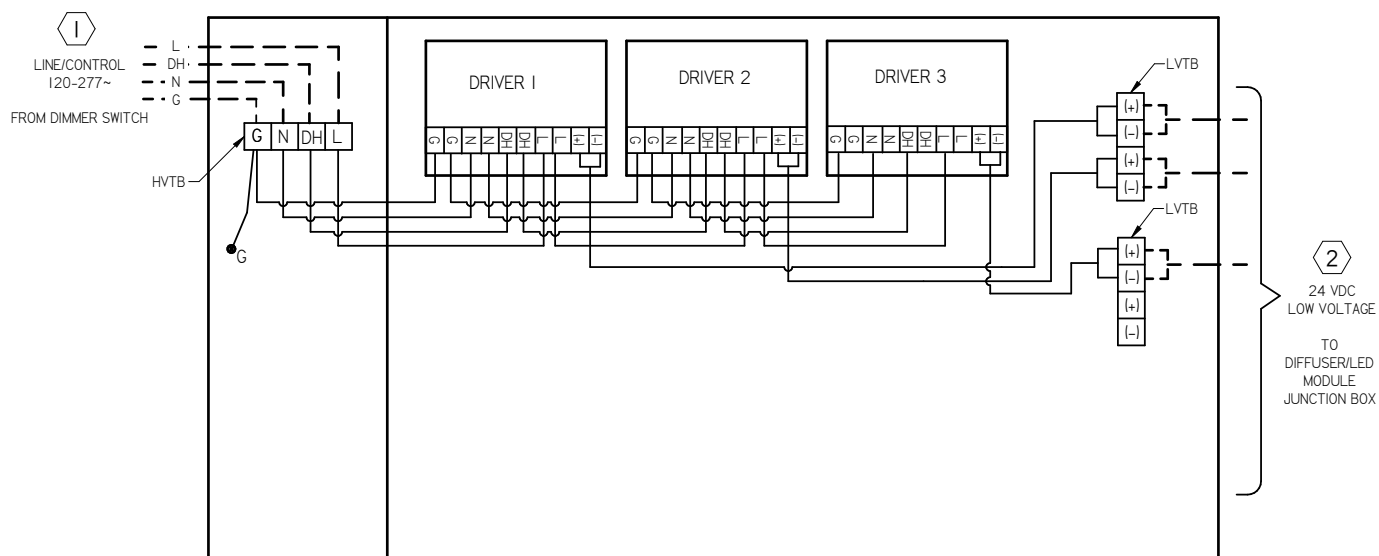 1
LINE/CONTROL
120-277~
FROM DIMMER SWITCH
L
DH
N
G
G N DH L
HVTB
G
DRIVER 1
G G N N DH DH L L (+) (-)
DRIVER 2
G G N N DH DH L L (+) (-)
DRIVER 3
G G N N DH DH L L (+) (-)
LVTB
(+)
(-)
(+)
(-)
LVTB
(+)
(-)
(+)
(-)
2
24 VDC
LOW VOLTAGE
TO
DIFFUSER/LED
MODULE
JUNCTION BOX